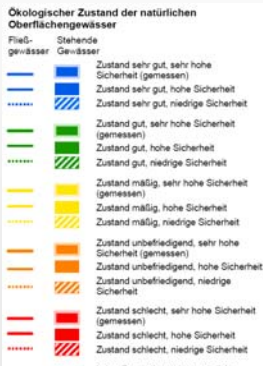 Ökologischer Zustand der natürlichen
Oberflächengewässer
Fließ-
gewässer
Stehende
Gewässer
Zustand sehr gut, sehr hohe
Sicherheit (gemessen)
Zustand sehr gut, hohe Sicherheit
Zustand sehr gut, niedrige Sicherheit
Zustand gut, sehr hohe Sicherheit
(gemessen)
Zustand gut, hohe Sicherheit
Zustand gut, niedrige Sicherheit
Zustand mäßig, sehr hohe Sicherheit
(gemessen)
Zustand mäßig, hohe Sicherheit
Zustand mäßig, niedrige Sicherheit
Zustand unbefriedigend, sehr hohe
Sicherheit (gemessen)
Zustand unbefriedigend, hohe Sicherheit
Zustand unbefriedigend, niedrige
Sicherheit
Zustand schlecht, sehr hohe Sicherheit
(gemessen)
Zustand schlecht, hohe Sicherheit
Zustand schlecht, niedrige Sicherheit